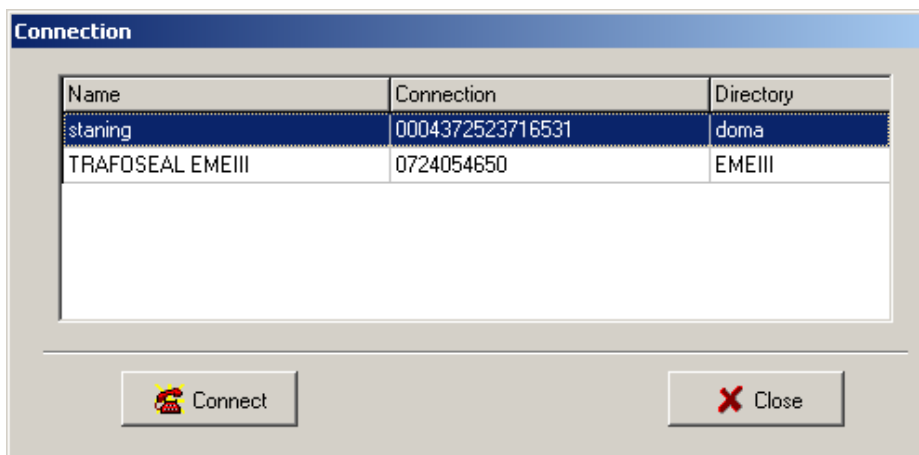 Connection
Name Connection Directory
staning 0004372523716531 doma
TRAFOSEAL EMEIII 0724054650 EMEIII
Connect Close